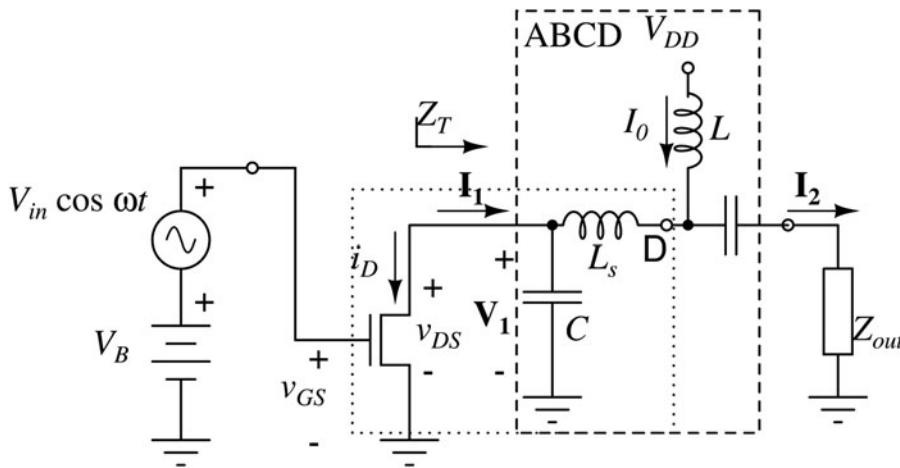 ABCD
V_DD
I_0
L
Z_T
I_1
I_2
V_in cos ωt
+
i_D
+
+
L_s
D
+
V_B
+
v_GS
-
v_DS
-
V_1
-
C
Z_out